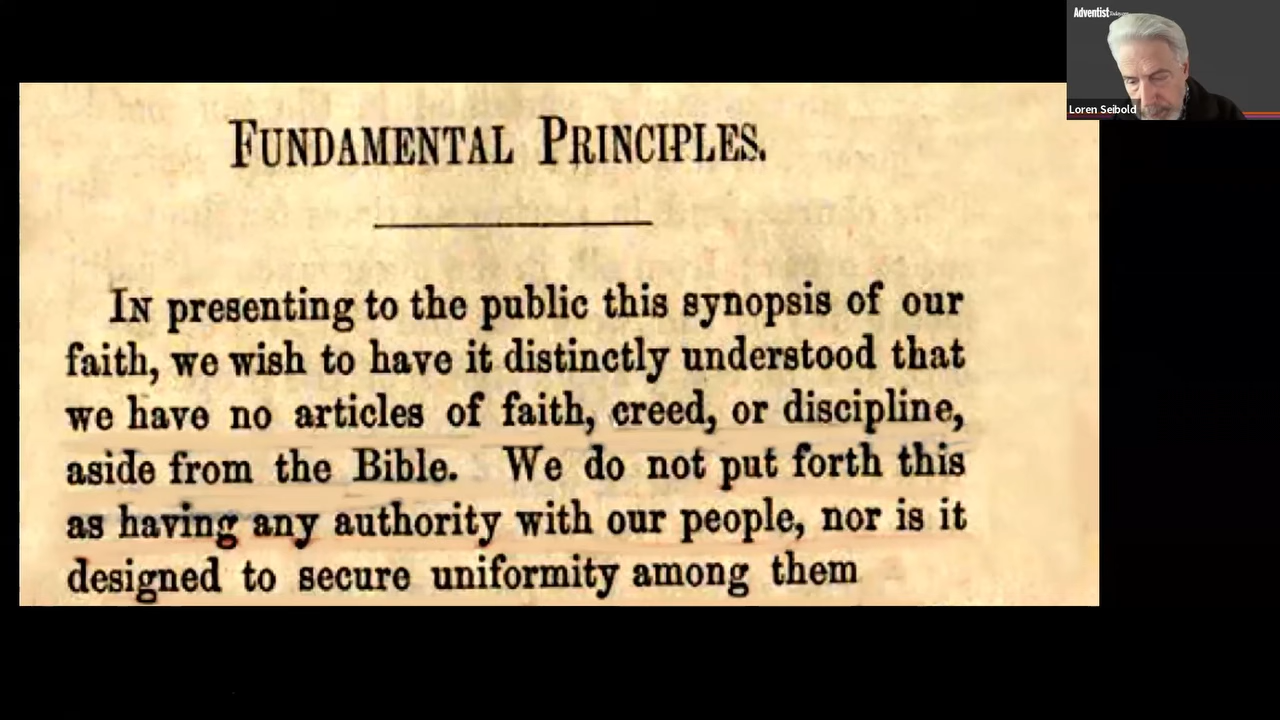 Adventist
Loren Seibold
FUNDAMENTAL PRINCIPLES.
IN presenting to the public this synopsis of our
faith, we wish to have it distinctly understood that
we have no articles of faith, creed, or discipline,
aside from the Bible. We do not put forth this
as having any authority with our people, nor is it
designed to secure uniformity among them